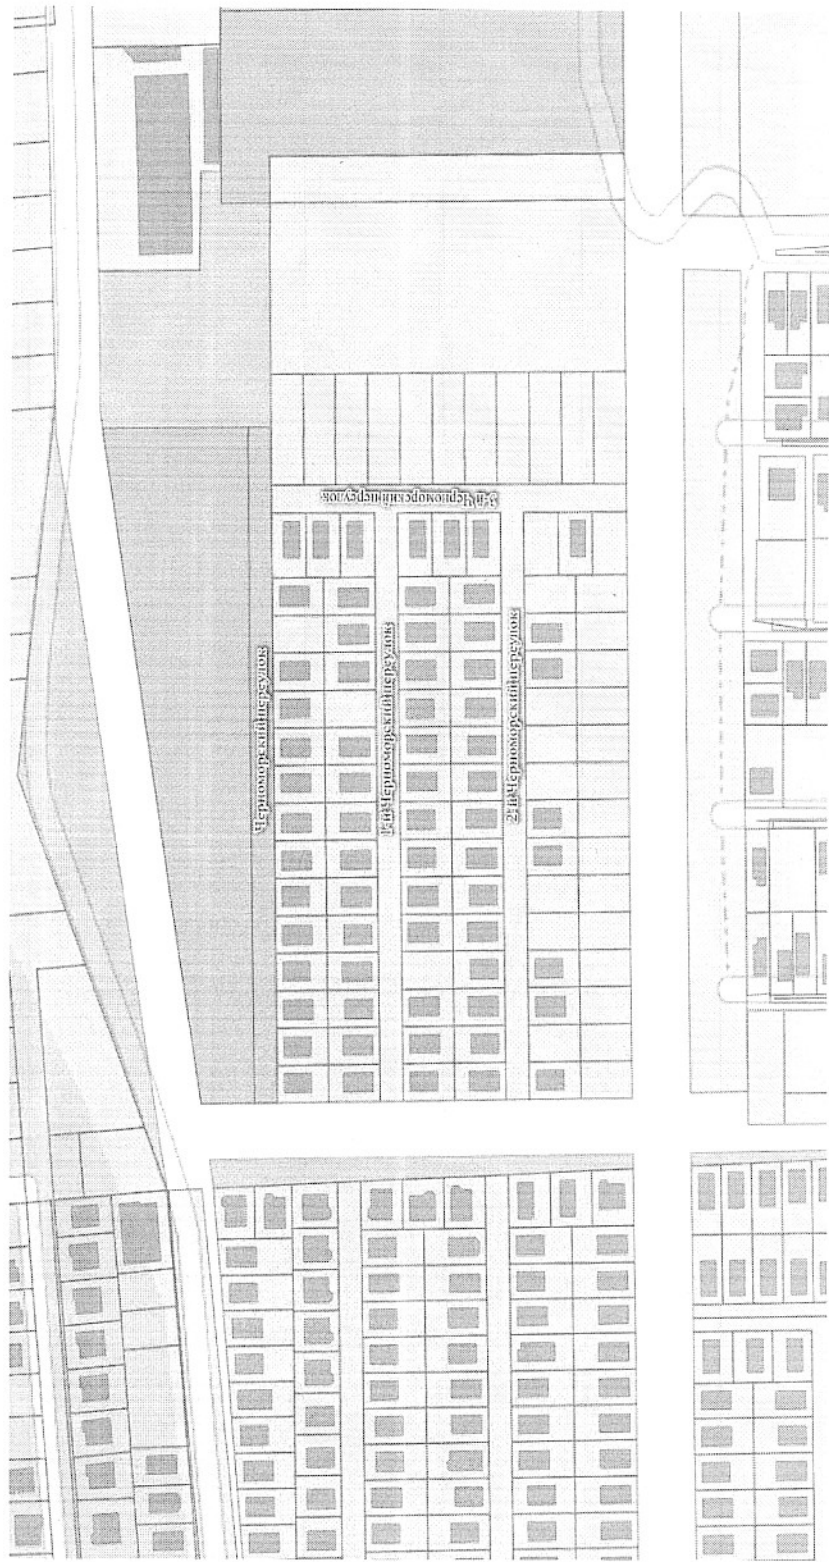 3-й Черноморский переулок
Черноморский переулок
1-й Черноморский переулок
2-й Черноморский переулок